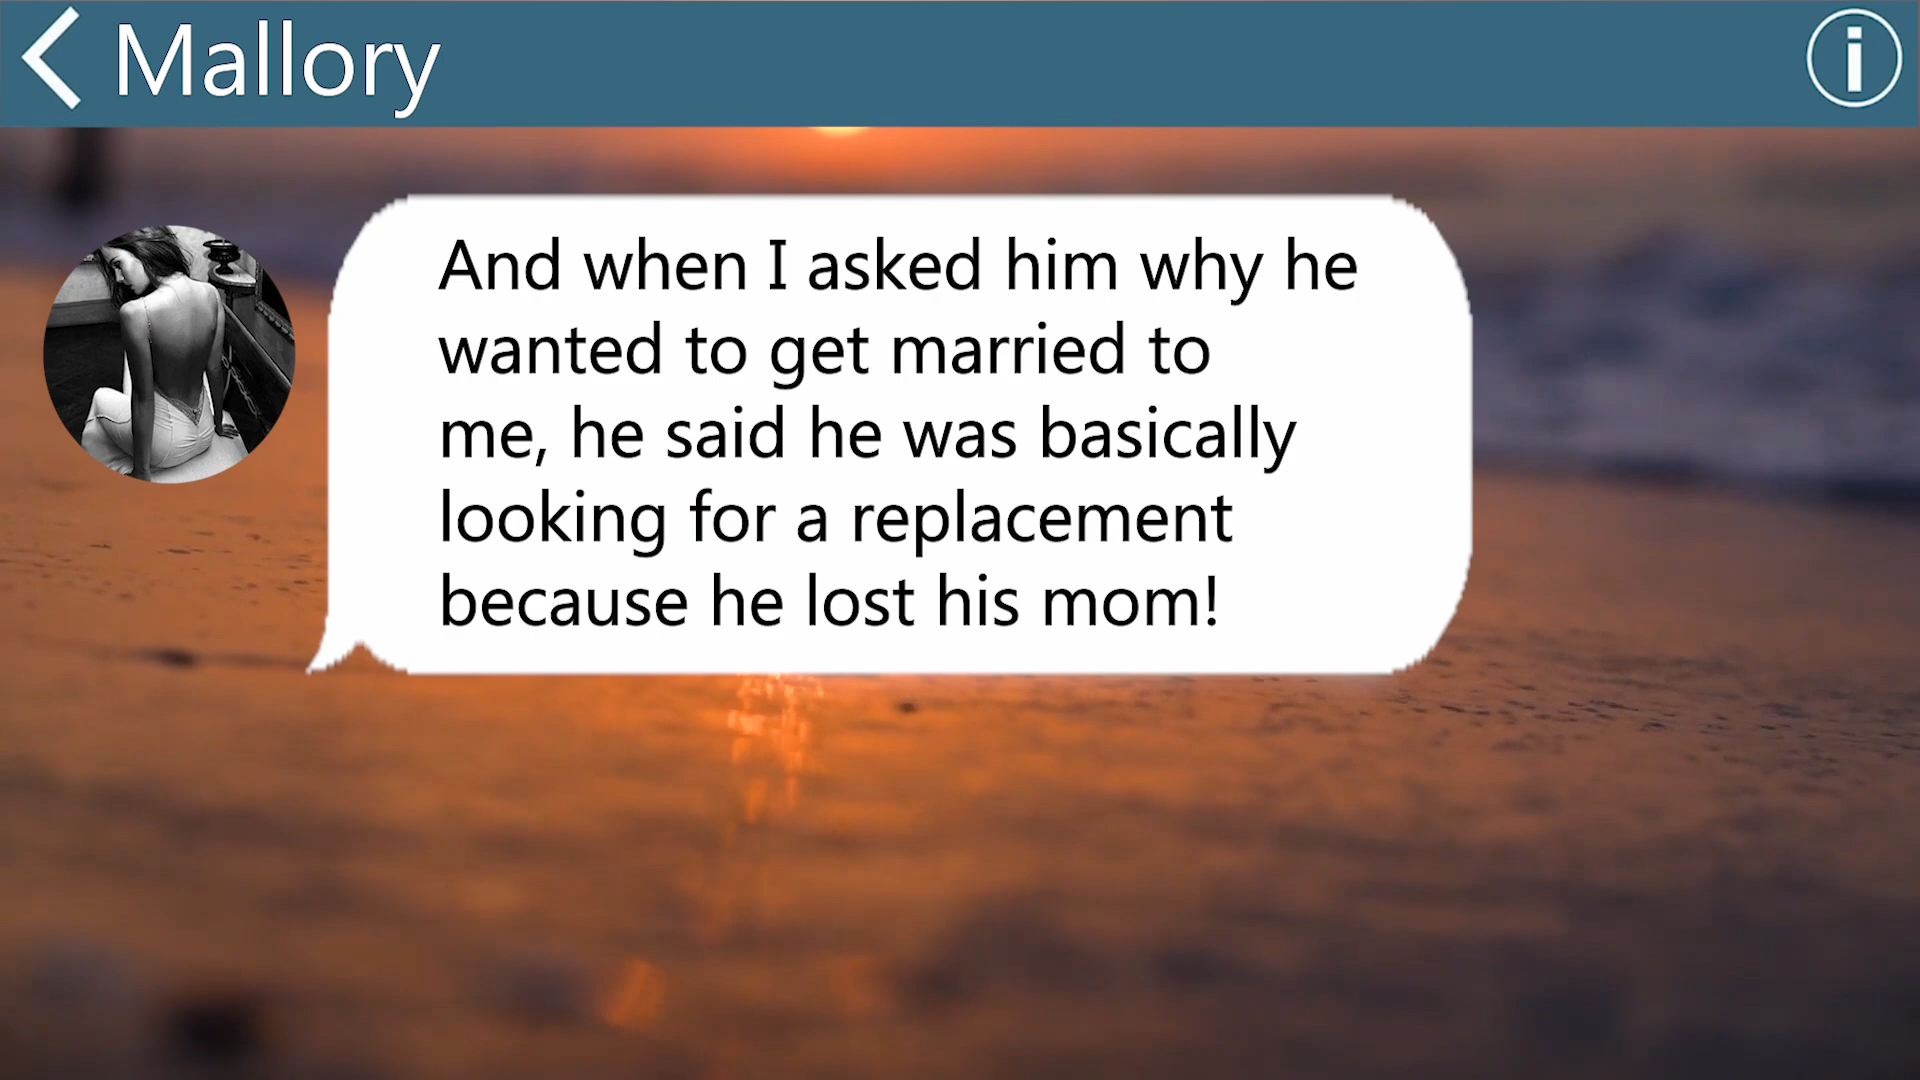 Mallory
And when I asked him why he
wanted to get married to
me, he said he was basically
looking for a replacement
because he lost his mom!